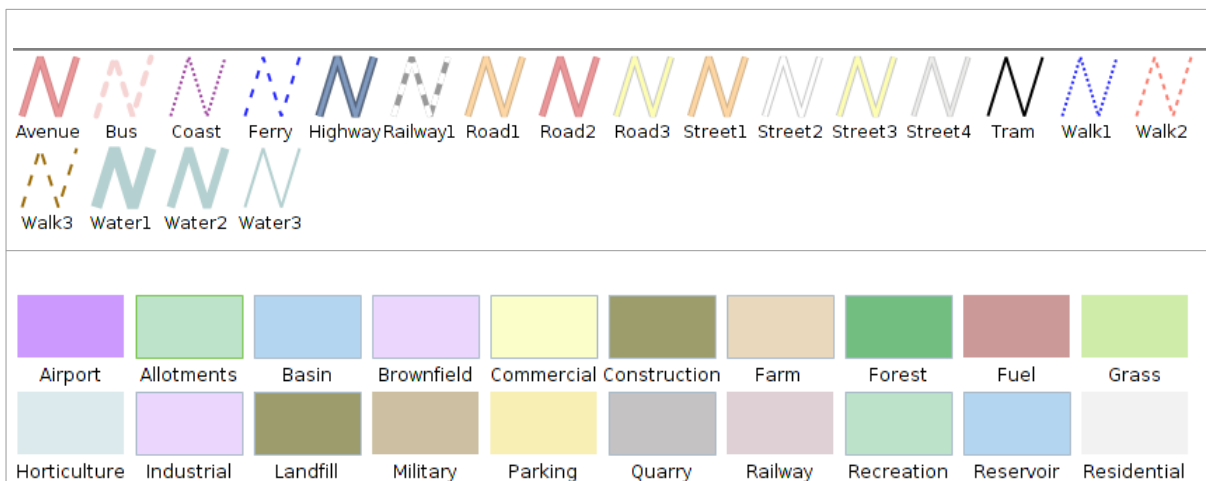 Avenue Bus Coast Ferry Highway Railway1 Road1 Road2 Road3 Street1 Street2 Street3 Street4 Tram Walk1 Walk2
Walk3 Water1 Water2 Water3
Airport Allotments Basin Brownfield Commercial Construction Farm Forest Fuel Grass
Horticulture Industrial Landfill Military Parking Quarry Railway Recreation Reservoir Residential